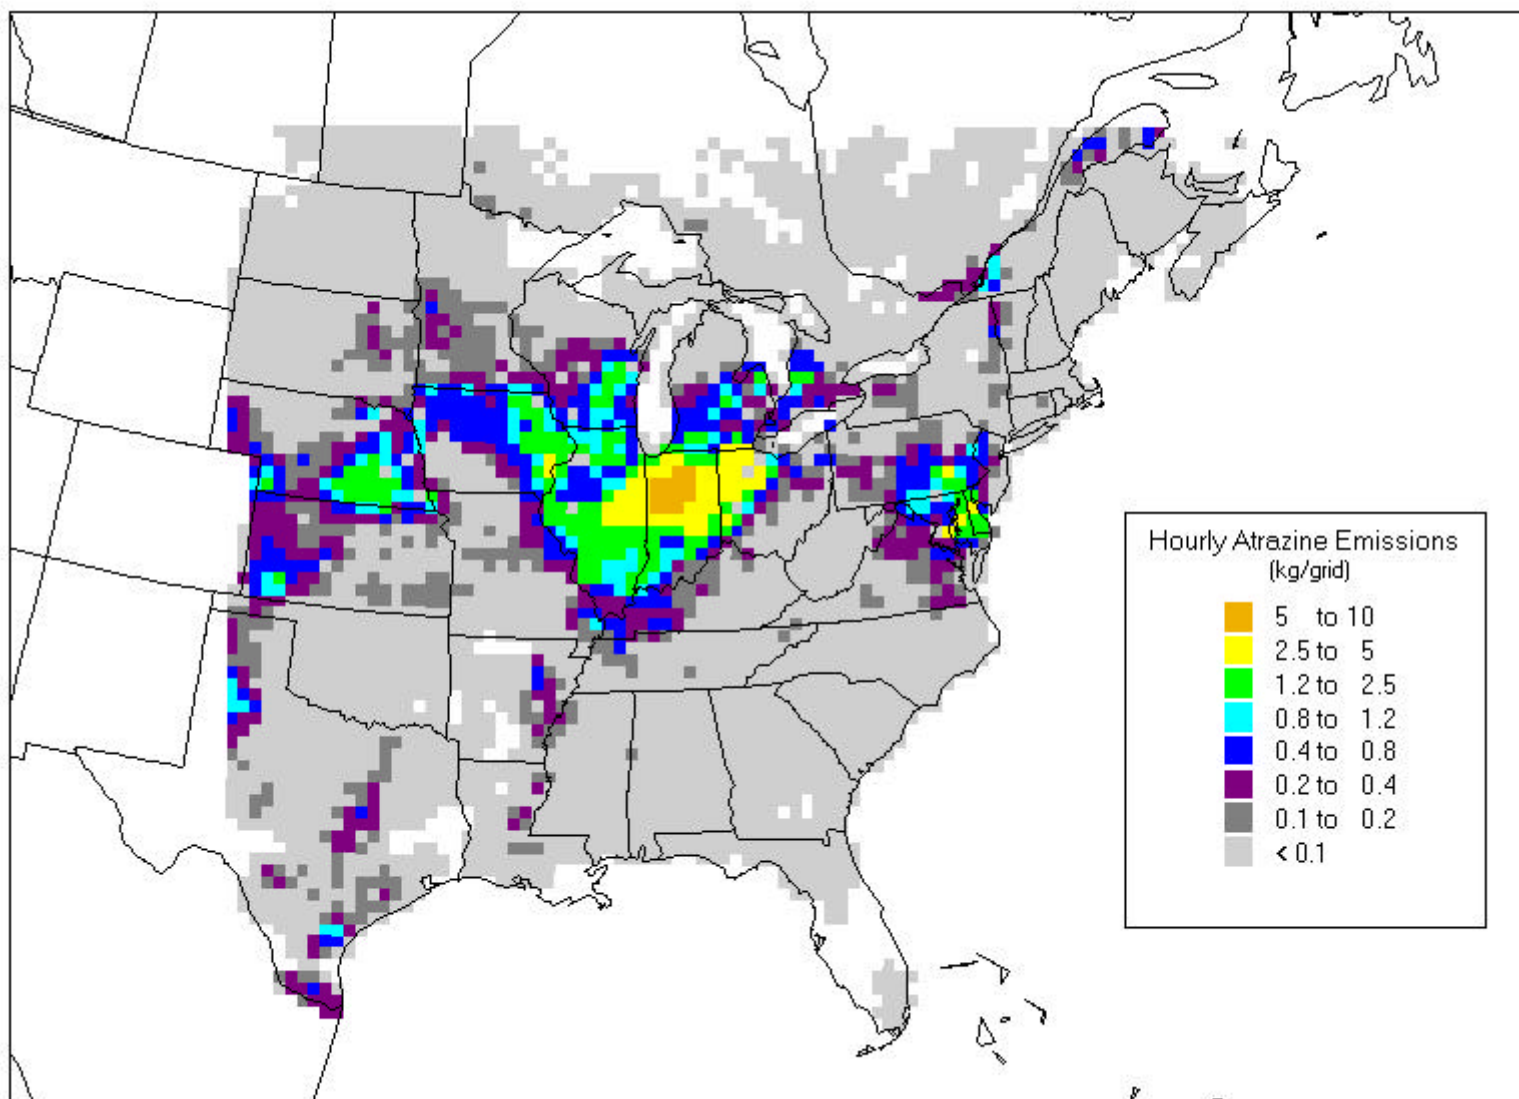 Hourly Atrazine Emissions
(kg/grid)
5 to 10
2.5 to 5
1.2 to 2.5
0.8 to 1.2
0.4 to 0.8
0.2 to 0.4
0.1 to 0.2
< 0.1